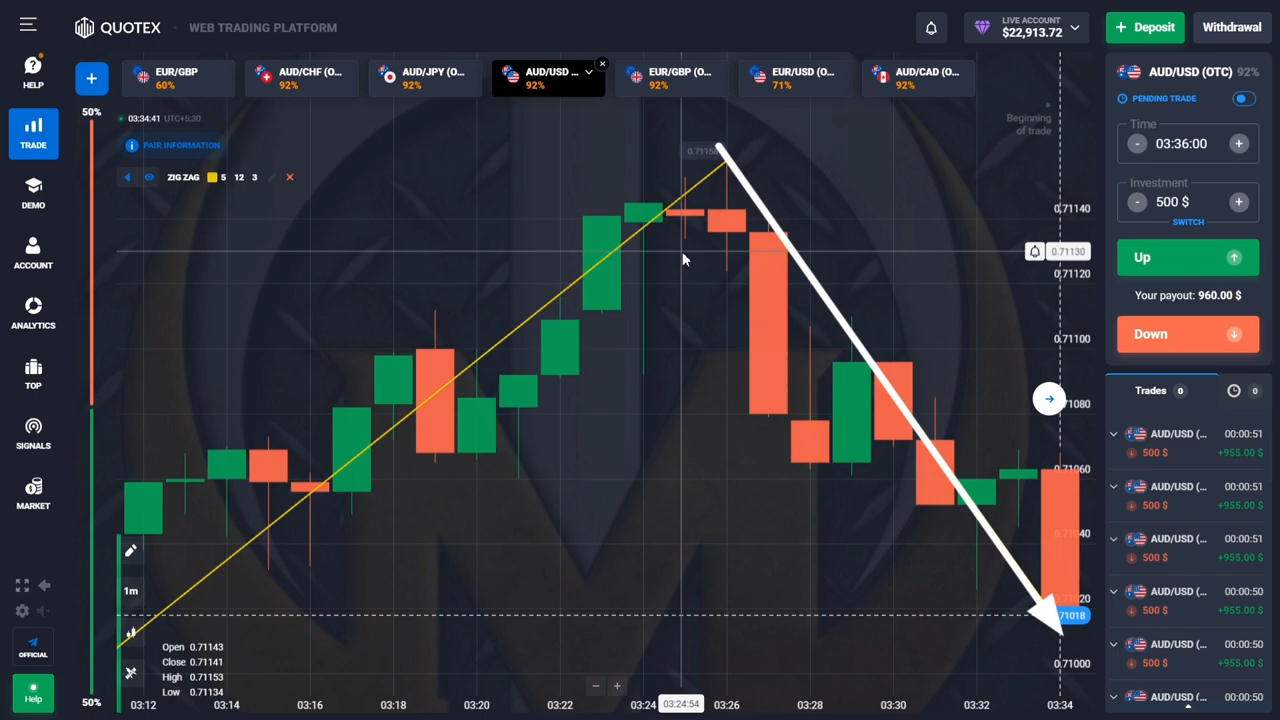 QUOTEX
WEB TRADING PLATFORM
LIVE ACCOUNT
$22,913.72
+ Deposit
Withdrawal
HELP
TRADE
DEMO
ACCOUNT
ANALYTICS
TOP
SIGNALS
MARKET
OFFICIAL
Help
+
EUR/GBP
60%
AUD/CHF (O...
92%
AUD/JPY (O...
92%
AUD/USD ...
92%
EUR/GBP (O...
92%
EUR/USD (O...
71%
AUD/CAD (O...
92%
50%
03:34:41 UTC+5:30
PAIR INFORMATION
ZIG ZAG 5 12 3
Beginning
of trade
0.71140
0.71130
0.71120
0.71100
0.71080
0.71060
0.71040
0.71000
1m
Open 0.71143
Close 0.71141
High 0.71153
Low 0.71134
50%
03:12
03:14
03:16
03:18
03:20
03:22
03:24
03:24:54
03:26
03:28
03:30
03:32
03:34
AUD/USD (OTC) 92%
PENDING TRADE
Time
- 03:36:00 +
Investment
- 500 $ +
SWITCH
Up
Your payout: 960.00 $
Down
Trades 0
0
AUD/USD (... 00:00:51
500 $ +955.00 $
AUD/USD (... 00:00:51
500 $ +955.00 $
AUD/USD (... 00:00:51
500 $ +955.00 $
AUD/USD (... 00:00:50
500 $ +955.00 $
AUD/USD (... 00:00:50
500 $ +955.00 $
AUD/USD (... 00:00:50